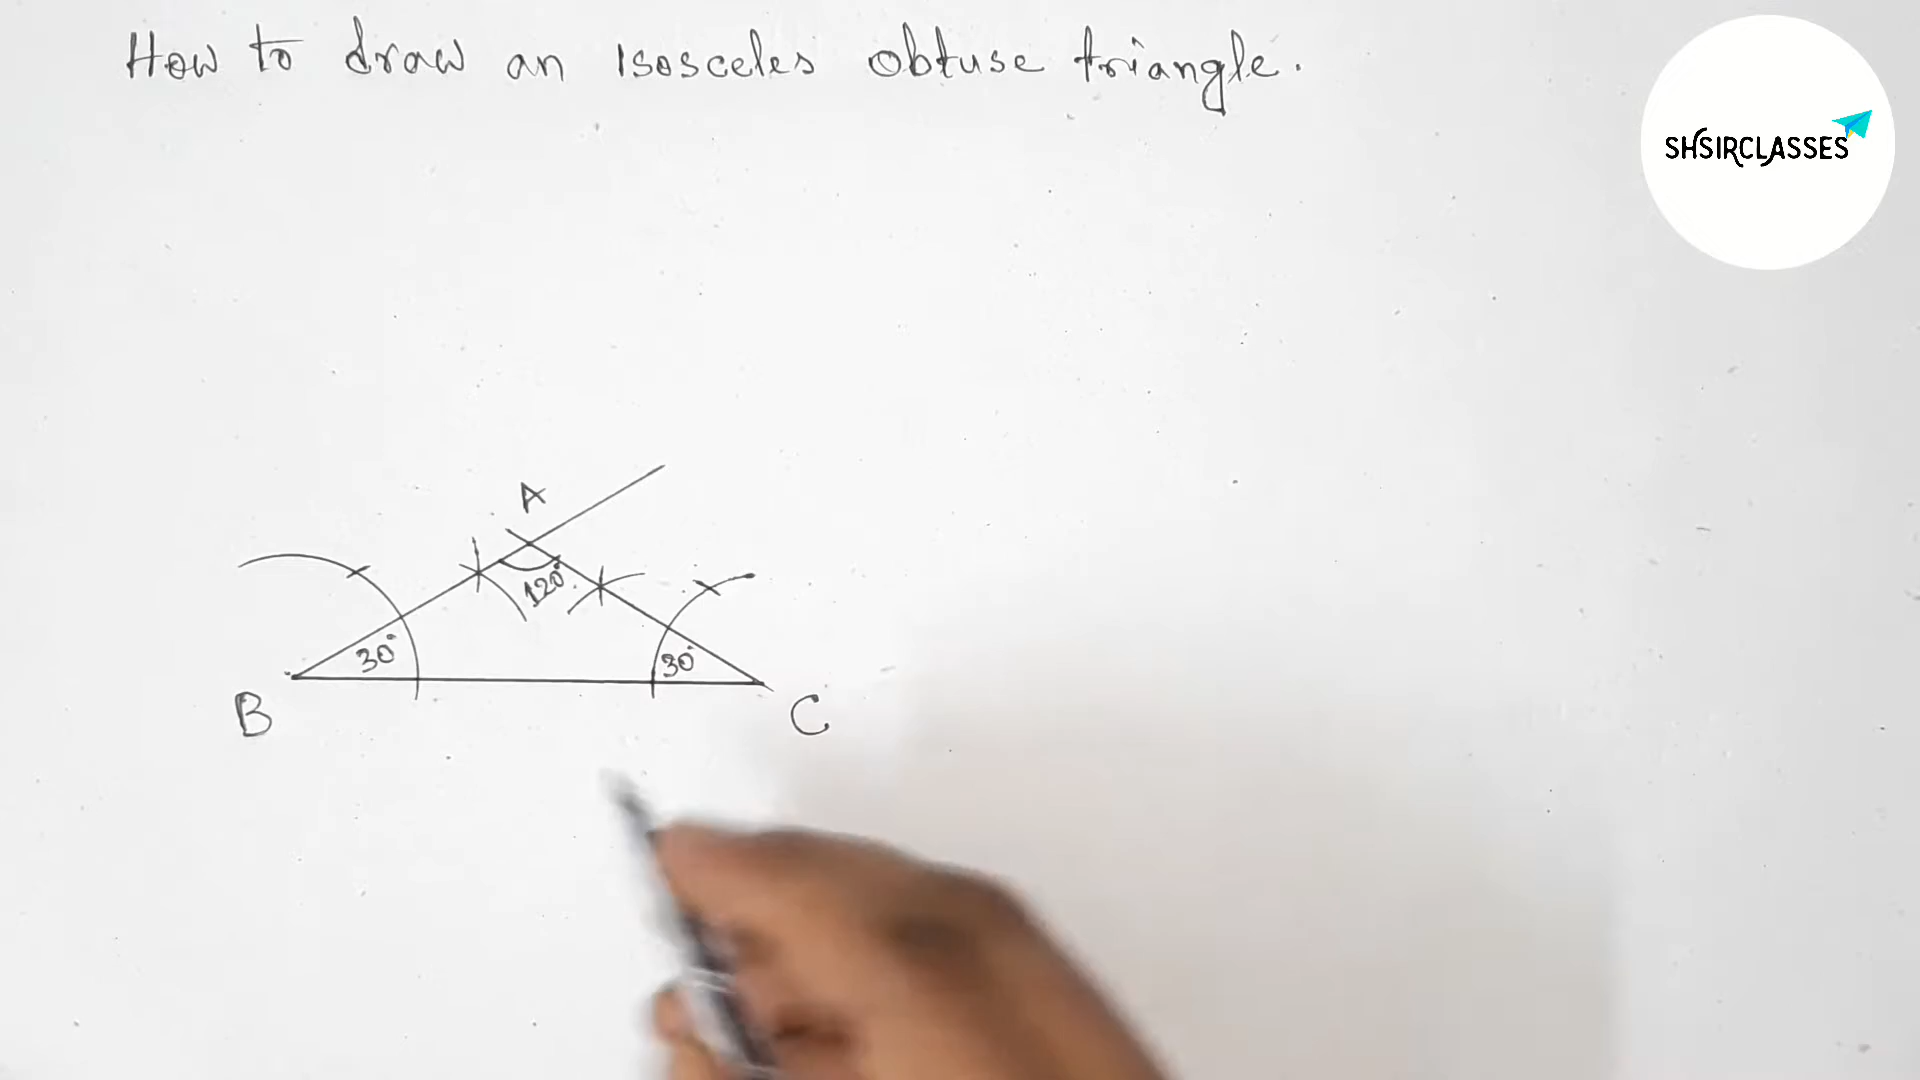 How to draw an isosceles obtuse triangle.
SHSIRCLASSES
A
120°
30°
30°
B
C